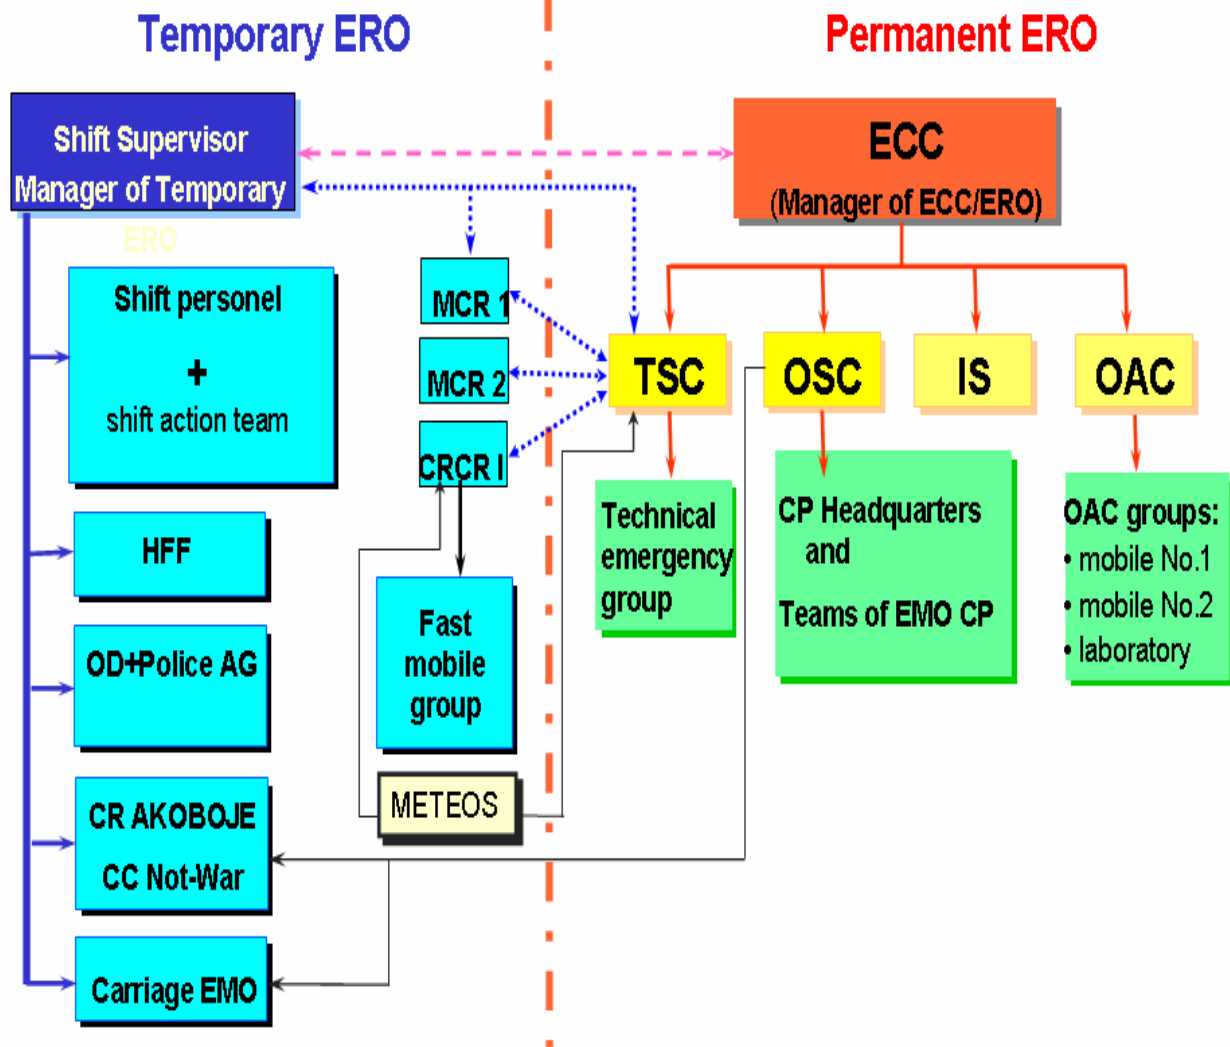 Temporary ERO
Permanent ERO
Shift Supervisor
Manager of Temporary
ERO
ECC
(Manager of ECC/ERO)
Shift personel
+
shift action team
MCR 1
MCR 2
CRCR I
TSC
OSC
IS
OAC
HFF
OD+Police AG
CR AKOBOJE
CC Not-War
Carriage EMO
Fast
mobile
group
METEOS
Technical
emergency
group
CP Headquarters
and
Teams of EMO CP
OAC groups:
• mobile No.1
• mobile No.2
• laboratory